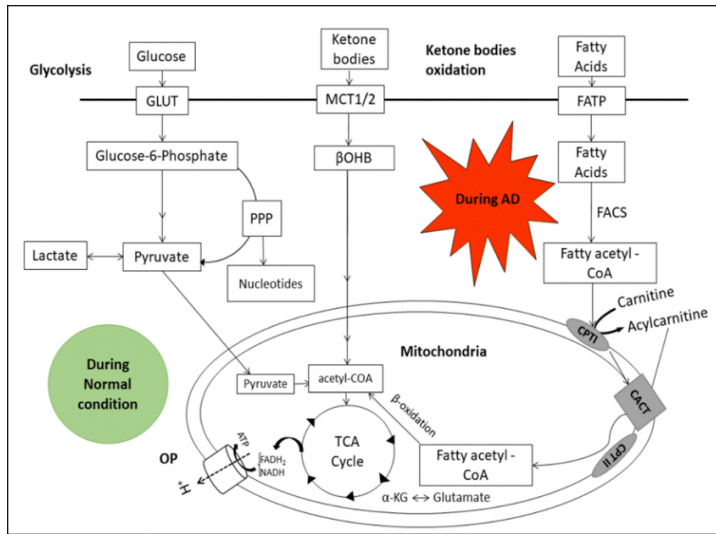 Glycolysis
Glucose
Ketone
bodies
Ketone bodies
oxidation
Fatty
Acids
GLUT
MCT1/2
FATP
Glucose-6-Phosphate
βOHB
Fatty
Acids
During AD
PPP
FACS
Lactate
Pyruvate
Nucleotides
Fatty acetyl -
CoA
Carnitine
CPTI
Acylcarnitine
During
Normal
condition
Mitochondria
Pyruvate
acetyl-COA
β-oxidation
CACT
TCA
Cycle
Fatty acetyl -
CoA
CPT II
OP
ATP
FADH₂
NADH
+H
α-KG ↔ Glutamate